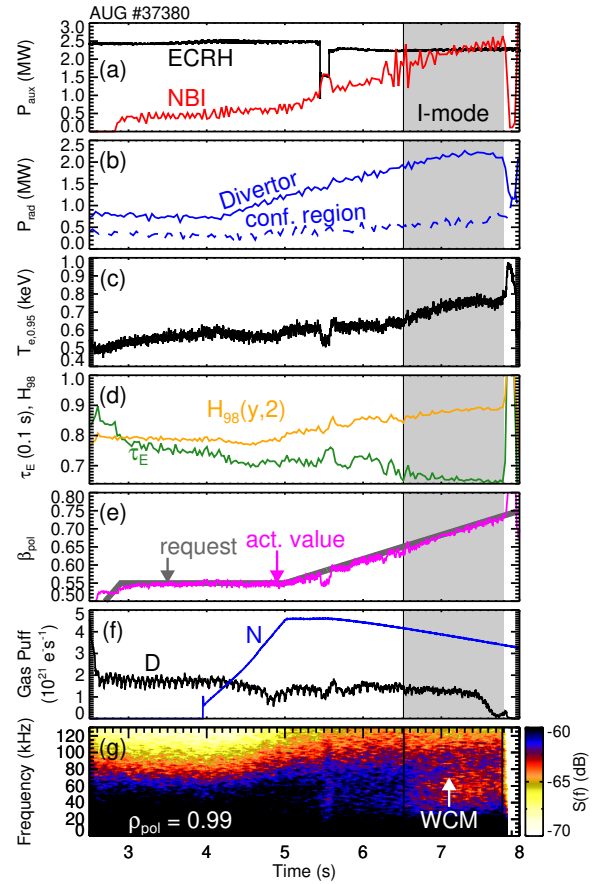 AUG #37380
P_aux (MW)
2.5
2.0
1.5
1.0
0.5
0.0
(a)
ECRH
NBI
I-mode
P_rad (MW)
2.5
2.0
1.5
1.0
0.5
0.0
(b)
Divertor
conf. region
T_e,0.95 (keV)
1.0
0.9
0.8
0.7
0.6
0.5
0.4
(c)
τ_E (0.1 s), H_98
1.0
0.9
0.8
0.7
(d)
H_98(y,2)
τ_E
β_pol
0.80
0.75
0.70
0.65
0.60
0.55
0.50
(e)
request
act. value
Gas Puff
(10^21 e·s^-1)
5
4
3
2
1
0
(f)
N
D
Frequency (kHz)
120
100
80
60
40
20
0
(g)
ρ_pol = 0.99
WCM
-60
-65
-70
S(f) (dB)
3 4 5 6 7 8
Time (s)